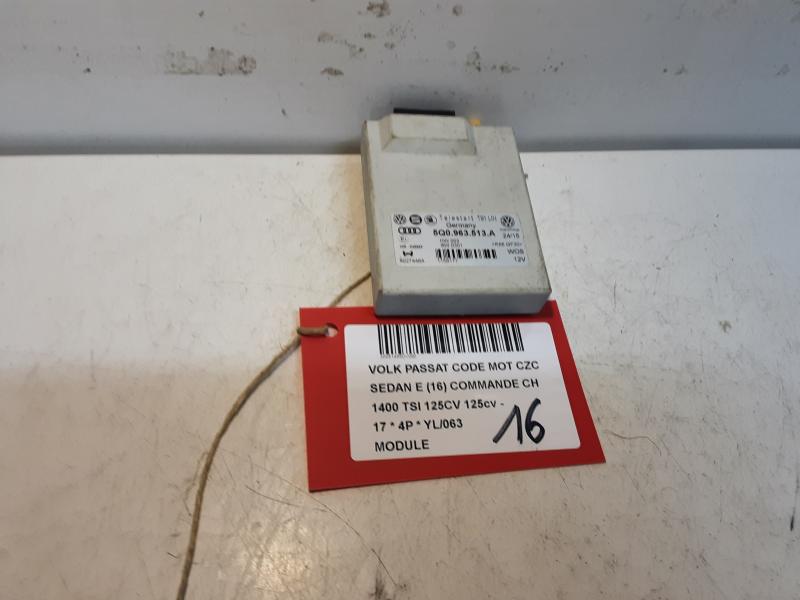 Telestart T91 LIN
Germany
5Q0.963.513.A
24/15
WOS
12V
VOLK PASSAT CODE MOT CZC
SEDAN E (16) COMMANDE CH
1400 TSI 125CV 125cv -
17 * 4P * YL/063
MODULE
16